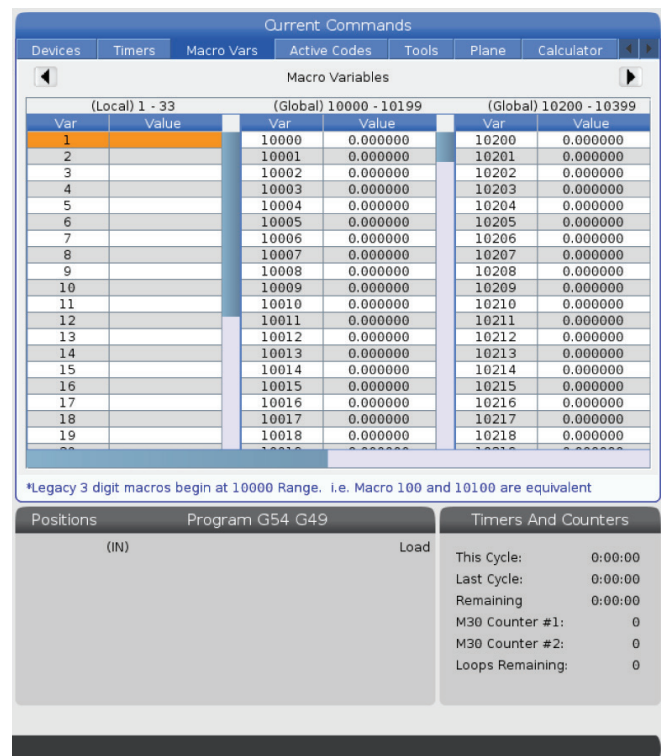 Current Commands
Devices Timers Macro Vars Active Codes Tools Plane Calculator
Macro Variables
(Local) 1 - 33 (Global) 10000 - 10199 (Global) 10200 - 10399
Var Value Var Value Var Value
1 10000 0.000000 10200 0.000000
2 10001 0.000000 10201 0.000000
3 10002 0.000000 10202 0.000000
4 10003 0.000000 10203 0.000000
5 10004 0.000000 10204 0.000000
6 10005 0.000000 10205 0.000000
7 10006 0.000000 10206 0.000000
8 10007 0.000000 10207 0.000000
9 10008 0.000000 10208 0.000000
10 10009 0.000000 10209 0.000000
11 10010 0.000000 10210 0.000000
12 10011 0.000000 10211 0.000000
13 10012 0.000000 10212 0.000000
14 10013 0.000000 10213 0.000000
15 10014 0.000000 10214 0.000000
16 10015 0.000000 10215 0.000000
17 10016 0.000000 10216 0.000000
18 10017 0.000000 10217 0.000000
19 10018 0.000000 10218 0.000000
*Legacy 3 digit macros begin at 10000 Range. i.e. Macro 100 and 10100 are equivalent
Positions Program G54 G49
(IN) Load
Timers And Counters
This Cycle: 0:00:00
Last Cycle: 0:00:00
Remaining 0:00:00
M30 Counter #1: 0
M30 Counter #2: 0
Loops Remaining: 0